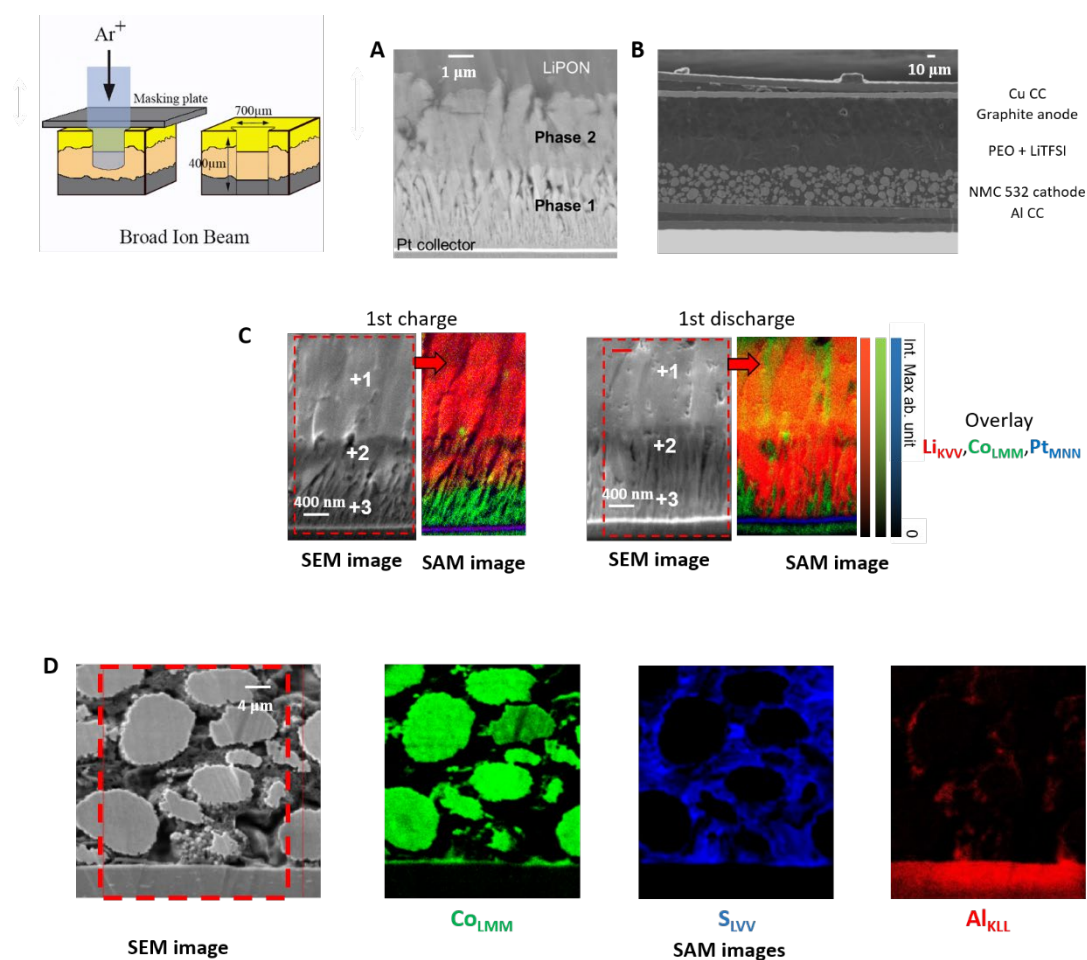 Ar+
Masking plate
700µm
400µm
Broad Ion Beam
A
1 µm
LiPON
Phase 2
Phase 1
Pt collector
B
10 µm
Cu CC
Graphite anode
PEO + LiTFSI
NMC 532 cathode
Al CC
C
1st charge
1st discharge
+1
+2
+3
400 nm
+1
+2
+3
400 nm
SEM image
SAM image
SEM image
SAM image
Int. Max ab. unit
0
Overlay
LiKVV,CoLMM,PtMNN
D
4 µm
SEM image
CoLMM
SLVV
SAM images
AlKLL